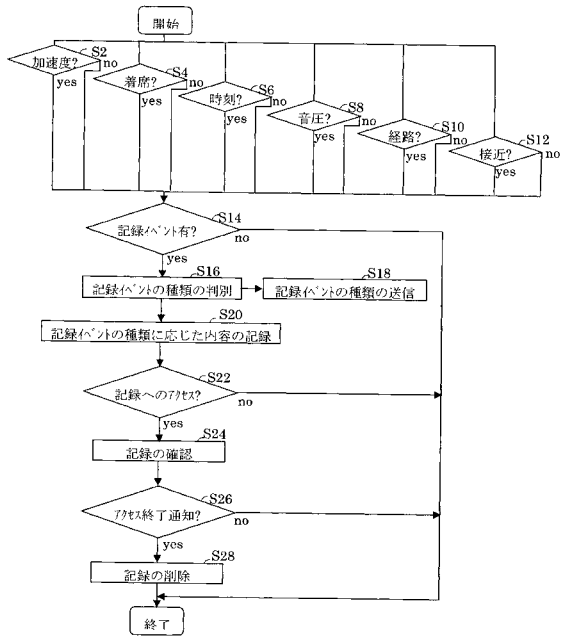 開始
S2
加速度?
no
yes
S4
着席?
no
yes
S6
時刻?
no
yes
S8
音圧?
no
yes
S10
経路?
no
yes
S12
接近?
no
yes
S14
記録ｲﾍﾞﾝﾄ有?
no
yes
S16
記録ｲﾍﾞﾝﾄの種類の判別
S18
記録ｲﾍﾞﾝﾄの種類の送信
S20
記録ｲﾍﾞﾝﾄの種類に応じた内容の記録
S22
記録へのｱｸｾｽ?
no
yes
S24
記録の確認
S26
ｱｸｾｽ終了通知?
no
yes
S28
記録の削除
終了